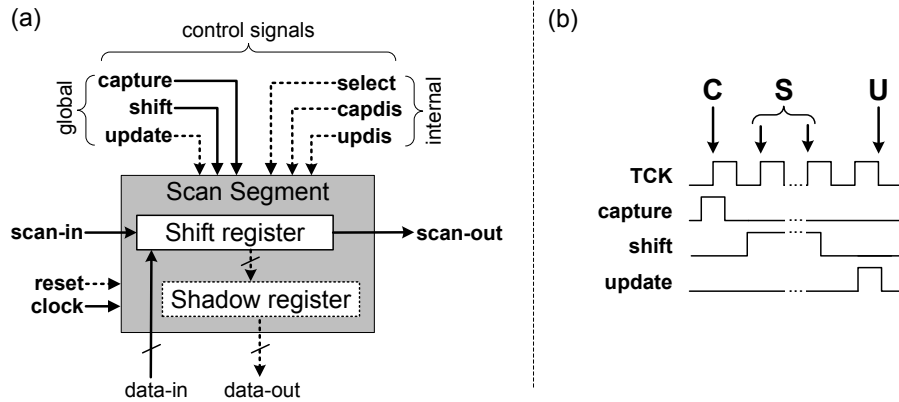 (a)
control signals
global
capture
shift
update
select
capdis
updis
internal
Scan Segment
scan-in
Shift register
scan-out
reset
clock
Shadow register
data-in
data-out
(b)
C
S
U
TCK
capture
shift
update